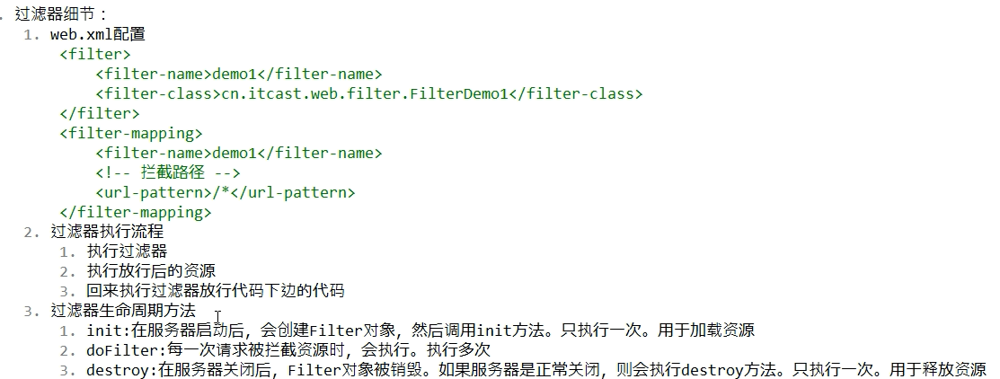 . 过滤器细节：
1. web.xml配置
<filter>
<filter-name>demo1</filter-name>
<filter-class>cn.itcast.web.filter.FilterDemo1</filter-class>
</filter>
<filter-mapping>
<filter-name>demo1</filter-name>
<!-- 拦截路径 -->
<url-pattern>/*</url-pattern>
</filter-mapping>
2. 过滤器执行流程
1. 执行过滤器
2. 执行放行后的资源
3. 回来执行过滤器放行代码下边的代码
3. 过滤器生命周期方法
1. init:在服务器启动后，会创建Filter对象，然后调用init方法。只执行一次。用于加载资源
2. doFilter:每一次请求被拦截资源时，会执行。执行多次
3. destroy:在服务器关闭后，Filter对象被销毁。如果服务器是正常关闭，则会执行destroy方法。只执行一次。用于释放资源